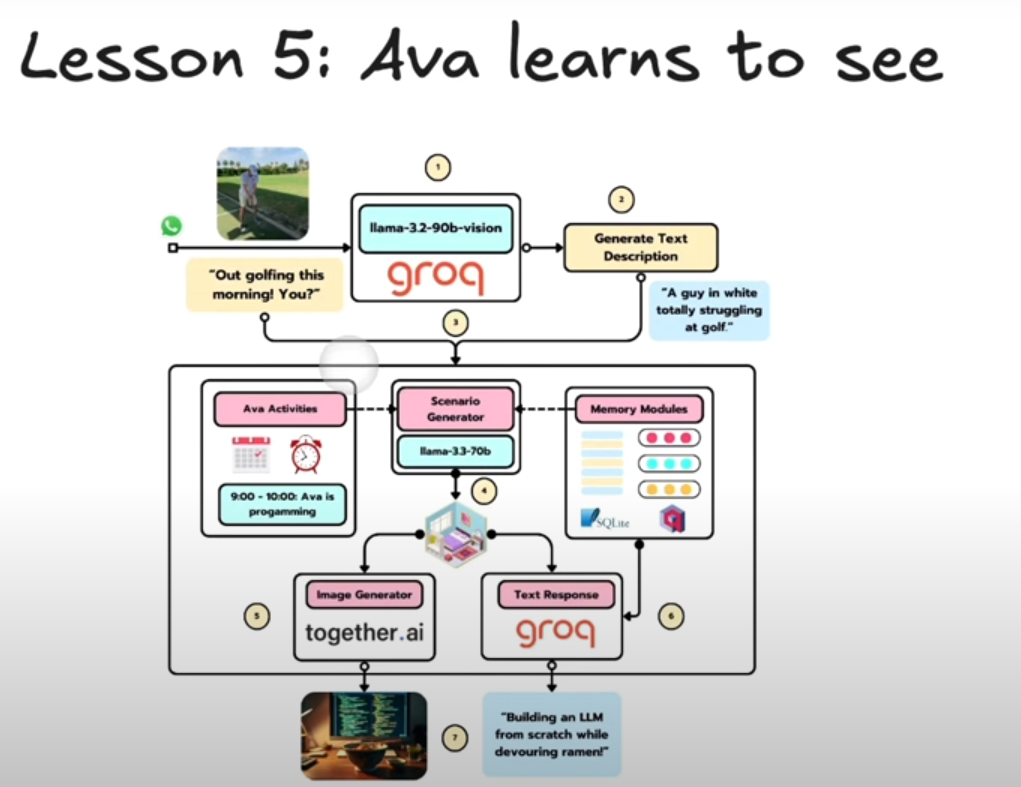 Lesson 5: Ava learns to see
1
llama-3.2-90b-vision
groq
2
Generate Text
Description
"Out golfing this
morning! You?"
"A guy in white
totally struggling
at golf."
3
Ava Activities
9:00 - 10:00: Ava is
progamming
Scenario
Generator
llama-3.3-70b
Memory Modules
SQLite
4
5
Image Generator
together.ai
Text Response
groq
6
7
"Building an LLM
from scratch while
devouring ramen!"